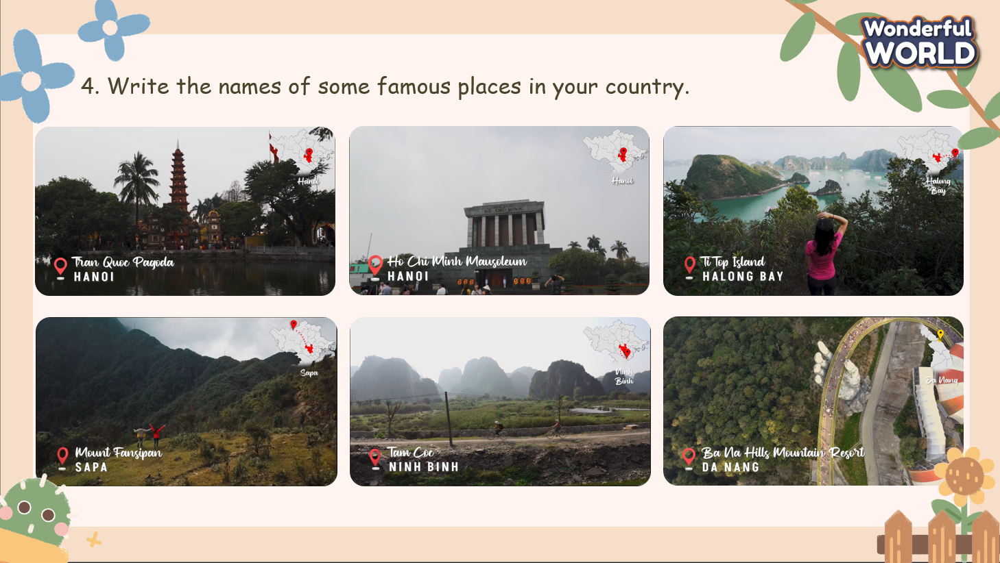 Wonderful
WORLD
4. Write the names of some famous places in your country.
Hanoi
Tran Quoc Pagoda
HANOI
Hanoi
HO CHI MINH
Ho Chi Minh Mausoleum
HANOI
Halong
Bay
Ti Top Island
HALONG BAY
Sapa
Mount Fansipan
SAPA
Ninh
Binh
Tam Coc
NINH BINH
Da Nang
Ba Na Hills Mountain Resort
DA NANG